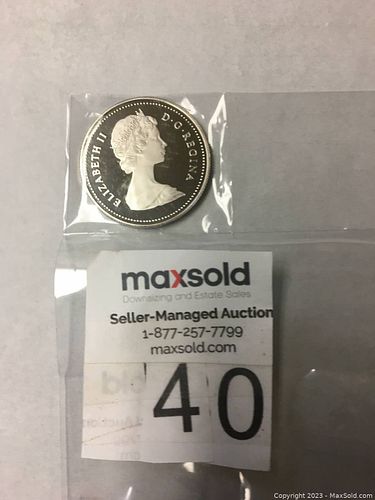 ELIZABETH II D·G·REGINA
maxsold
Downsizing and Estate Sales
Seller-Managed Auction
1-877-257-7799
maxsold.com
40
Copyright © 2023 - MaxSold.com